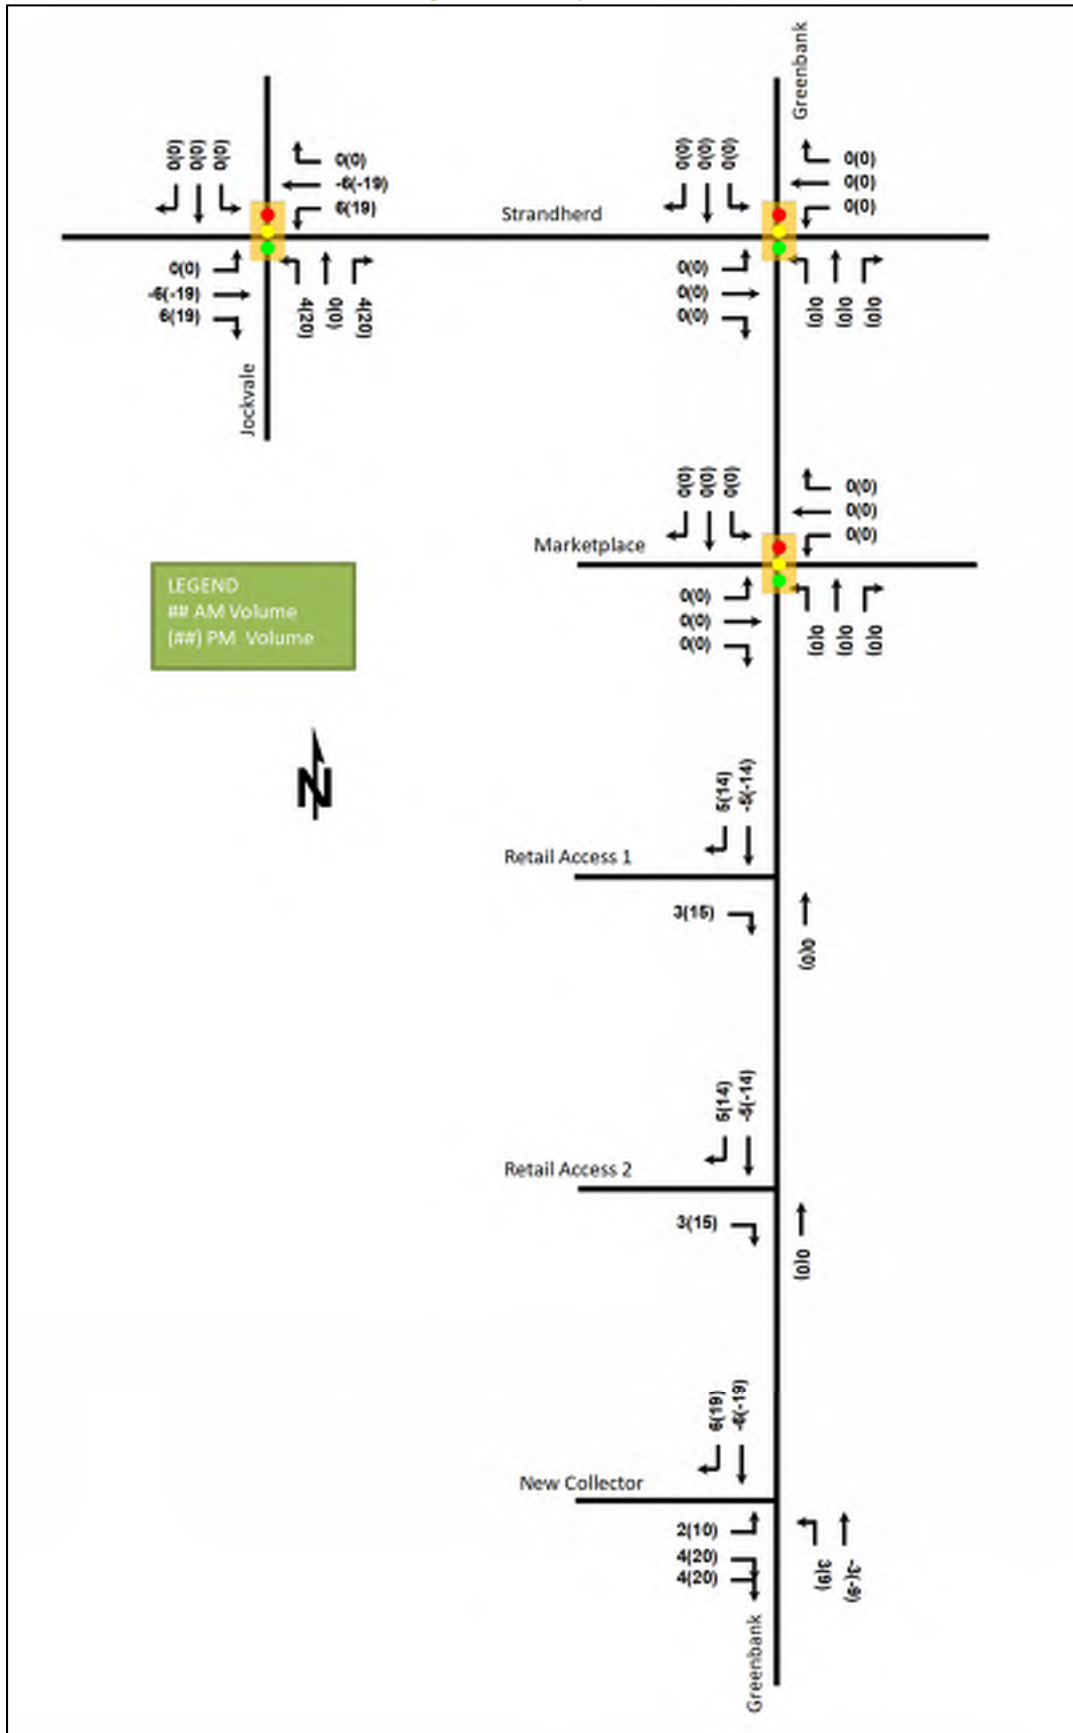 Greenbank
0(0) 0(0) 0(0)
0(0)
-6(-19)
6(19)
0(0)
-6(-19)
6(19)
4(20) 0(0) 4(20)
Jockvale
Strandherd
0(0) 0(0) 0(0)
0(0)
0(0)
0(0)
0(0)
0(0)
0(0)
0(0) 0(0) 0(0)
0(0) 0(0) 0(0)
0(0)
0(0)
0(0)
Marketplace
0(0)
0(0)
0(0)
0(0) 0(0) 0(0)
LEGEND
## AM Volume
(##) PM Volume
N
5(14) -5(-14)
Retail Access 1
3(15)
0(0)
5(14) -5(-14)
Retail Access 2
3(15)
0(0)
6(19) -6(-19)
New Collector
2(10)
4(20)
4(20)
3(9) -3(-9)
Greenbank